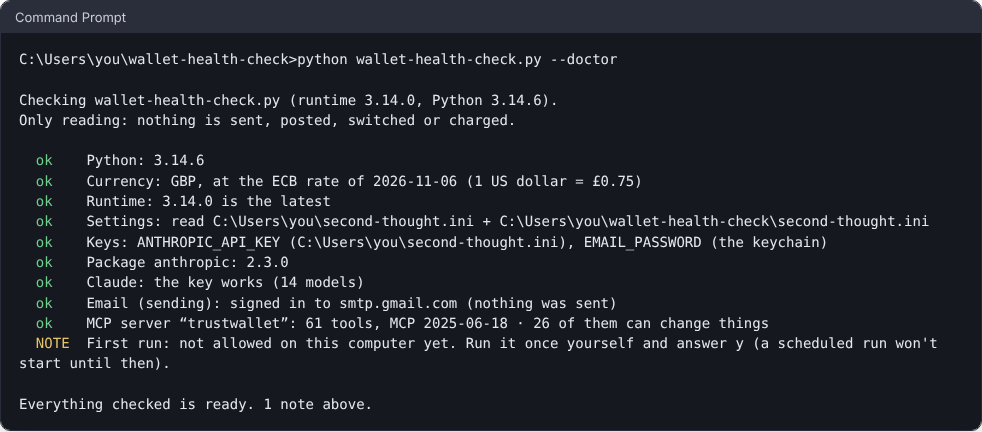 Command Prompt
C:\Users\you\wallet-health-check>python wallet-health-check.py --doctor
Checking wallet-health-check.py (runtime 3.14.0, Python 3.14.6).
Only reading: nothing is sent, posted, switched or charged.
ok Python: 3.14.6
ok Currency: GBP, at the ECB rate of 2026-11-06 (1 US dollar = £0.75)
ok Runtime: 3.14.0 is the latest
ok Settings: read C:\Users\you\second-thought.ini + C:\Users\you\wallet-health-check\second-thought.ini
ok Keys: ANTHROPIC_API_KEY (C:\Users\you\second-thought.ini), EMAIL_PASSWORD (the keychain)
ok Package anthropic: 2.3.0
ok Claude: the key works (14 models)
ok Email (sending): signed in to smtp.gmail.com (nothing was sent)
ok MCP server “trustwallet”: 61 tools, MCP 2025-06-18 · 26 of them can change things
NOTE First run: not allowed on this computer yet. Run it once yourself and answer y (a scheduled run won't
start until then).
Everything checked is ready. 1 note above.